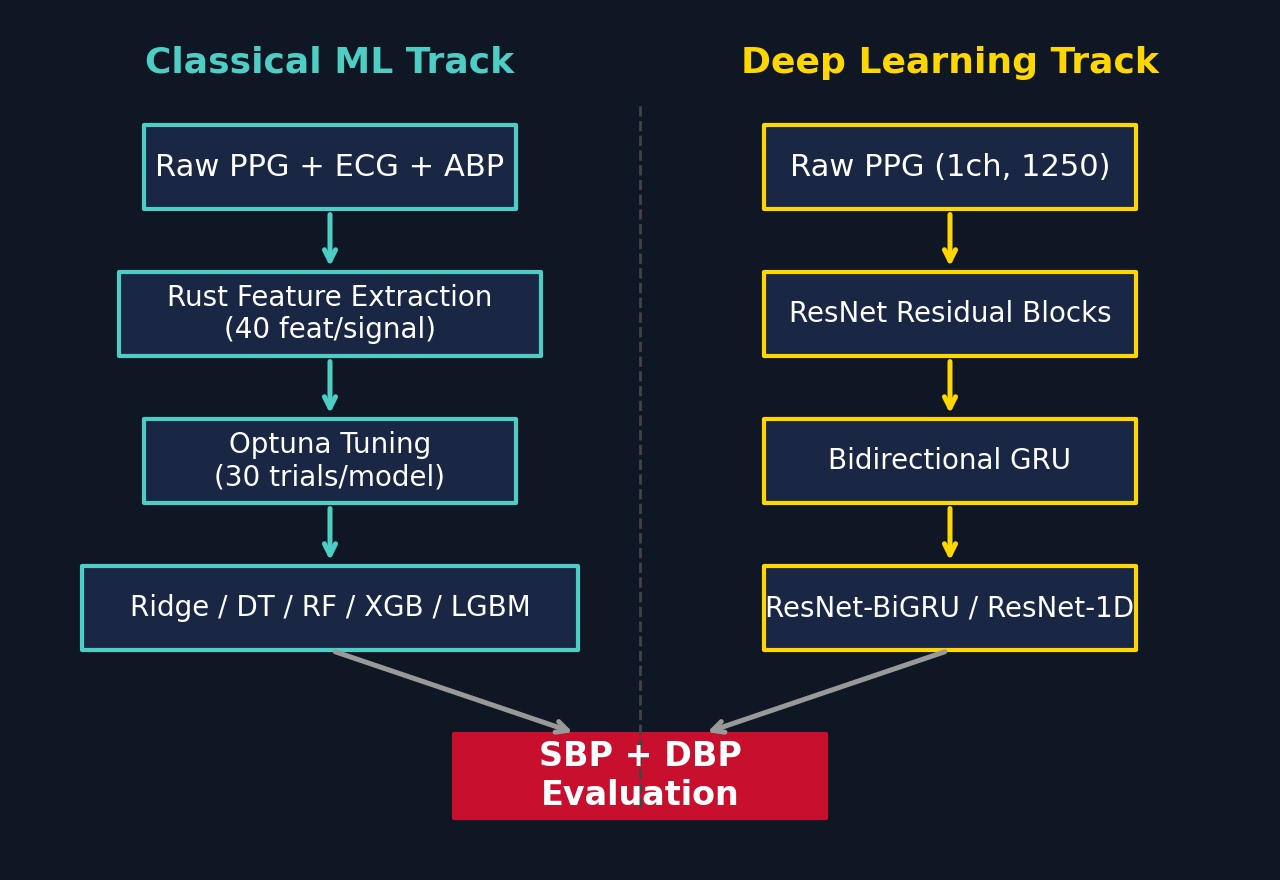 Classical ML Track
Raw PPG + ECG + ABP
Rust Feature Extraction
(40 feat/signal)
Optuna Tuning
(30 trials/model)
Ridge / DT / RF / XGB / LGBM
Deep Learning Track
Raw PPG (1ch, 1250)
ResNet Residual Blocks
Bidirectional GRU
ResNet-BiGRU / ResNet-1D
SBP + DBP
Evaluation